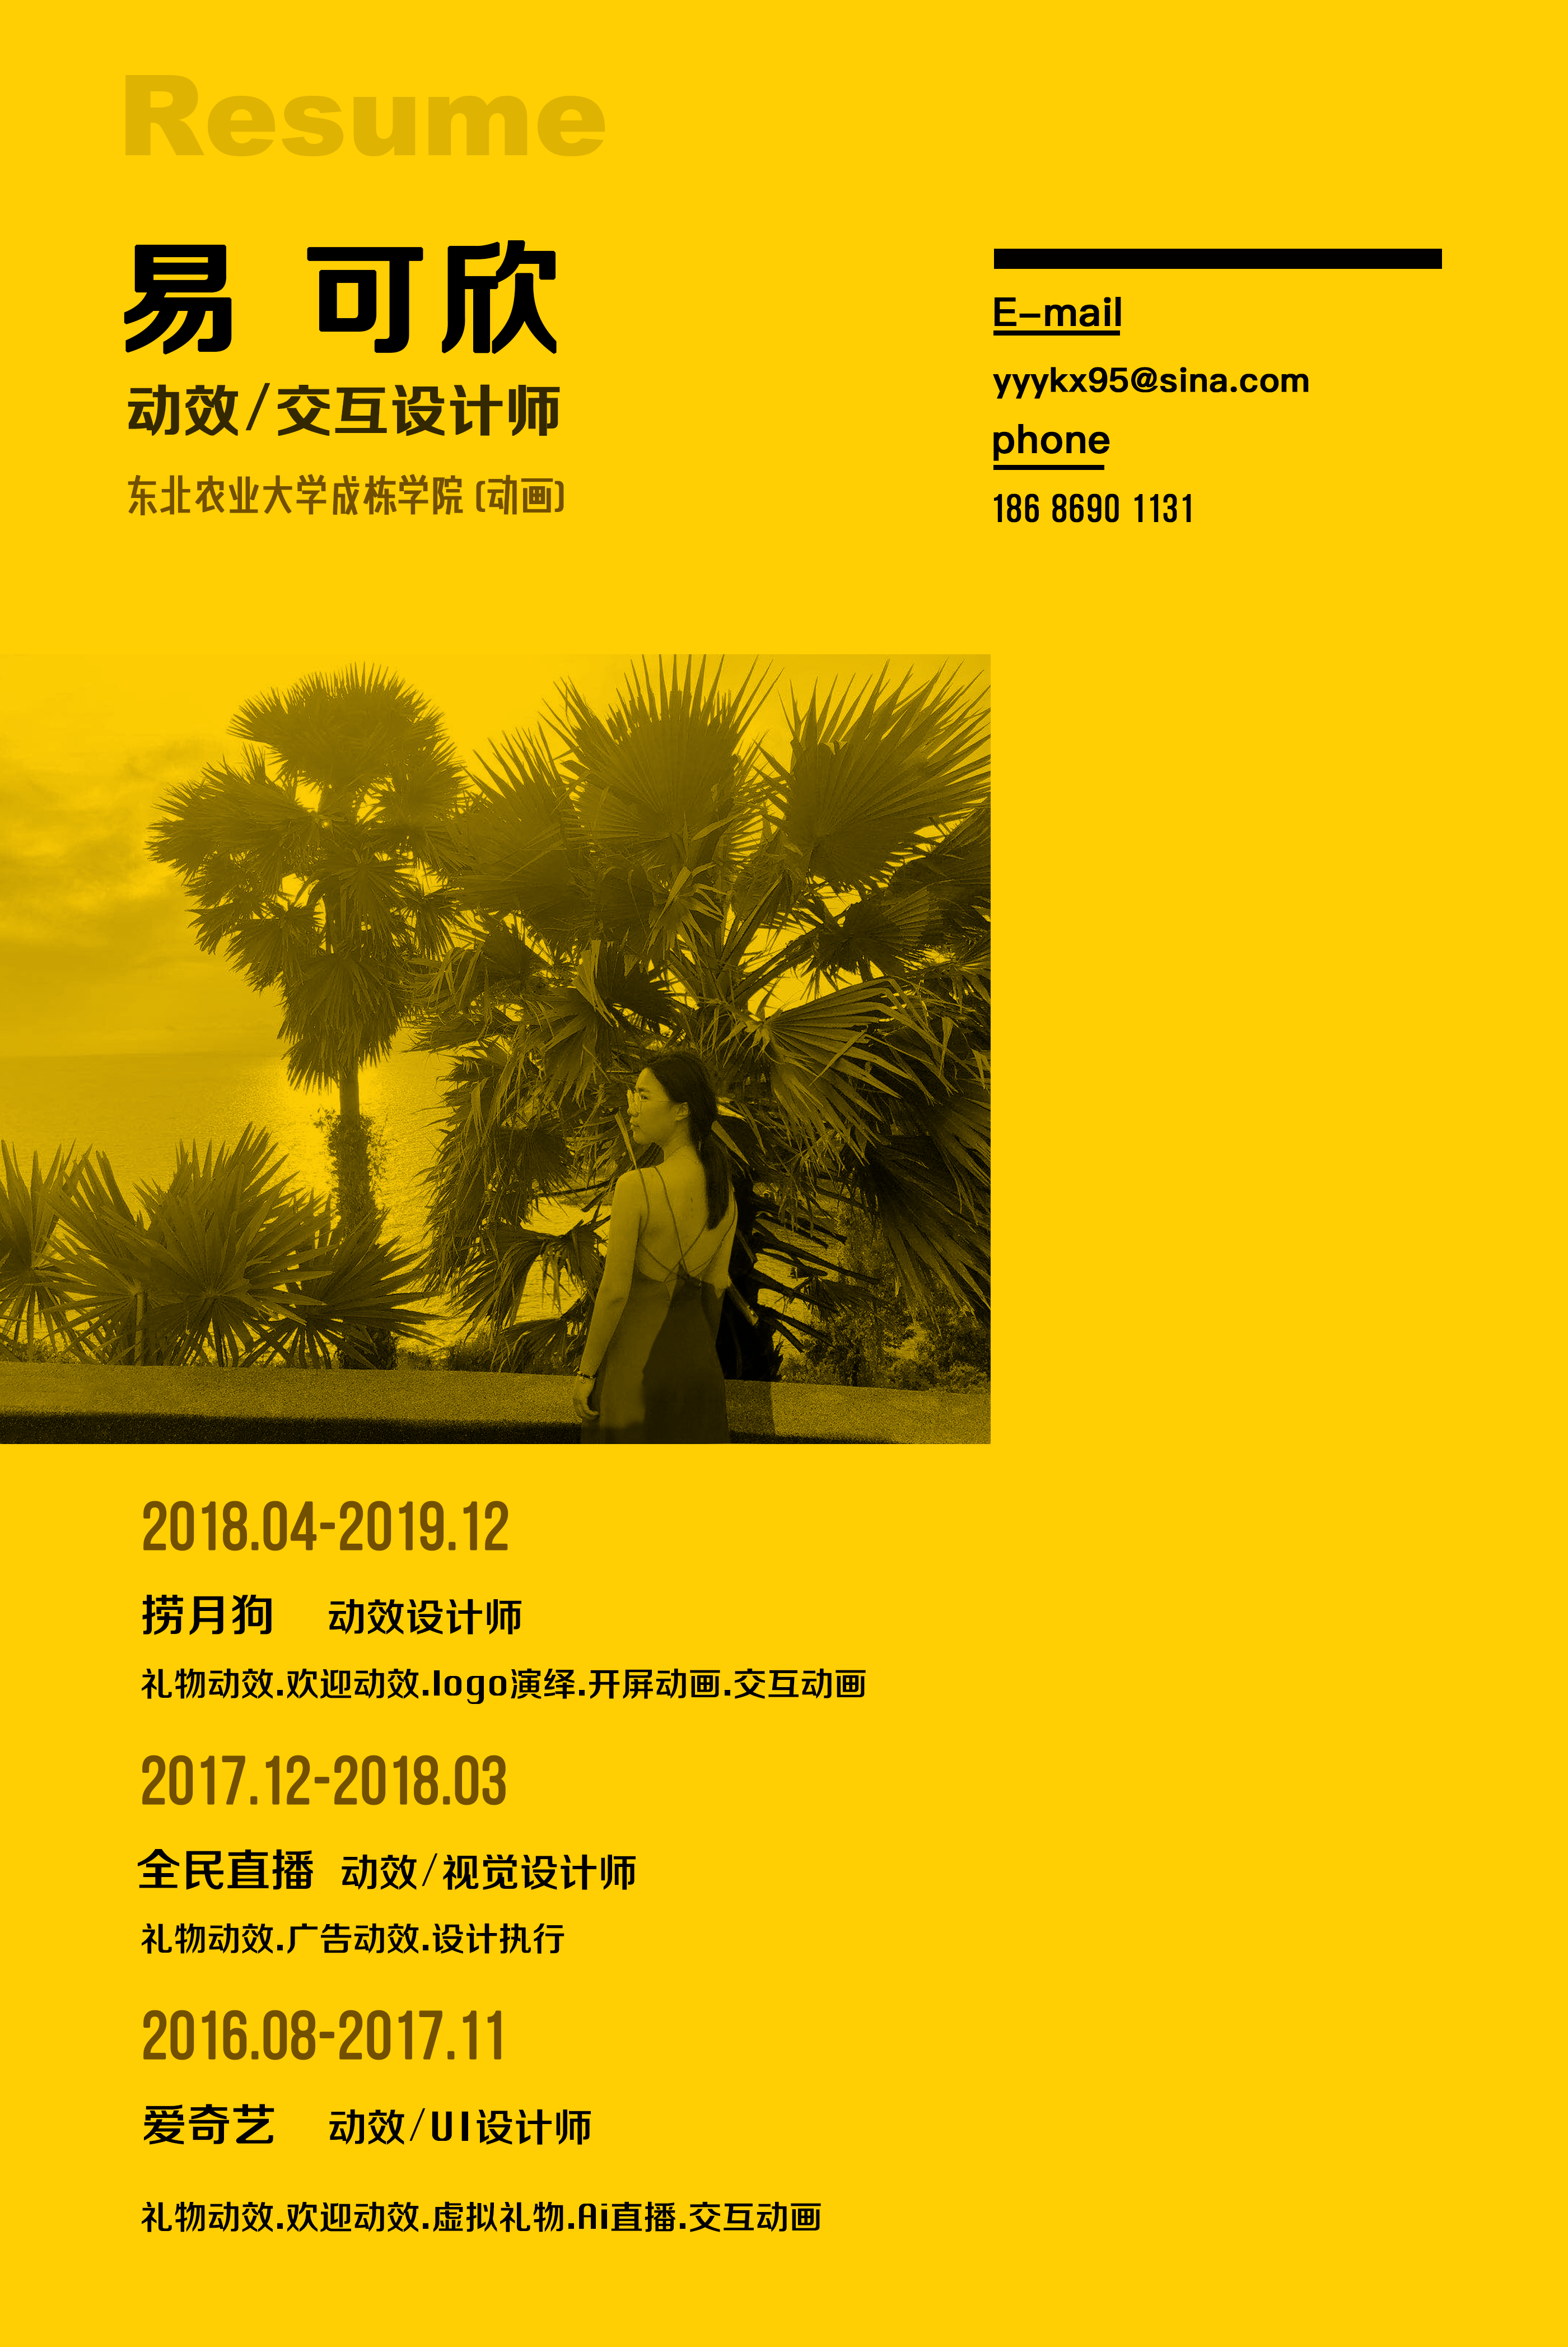 Resume
易 可欣
动效/交互设计师
东北农业大学成栋学院(动画)
E-mail
yyykx95@sina.com
phone
186 8690 1131
2018.04-2019.12
捞月狗 动效设计师
礼物动效.欢迎动效.logo演绎.开屏动画.交互动画
2017.12-2018.03
全民直播 动效/视觉设计师
礼物动效.广告动效.设计执行
2016.08-2017.11
爱奇艺 动效/UI设计师
礼物动效.欢迎动效.虚拟礼物.Ai直播.交互动画